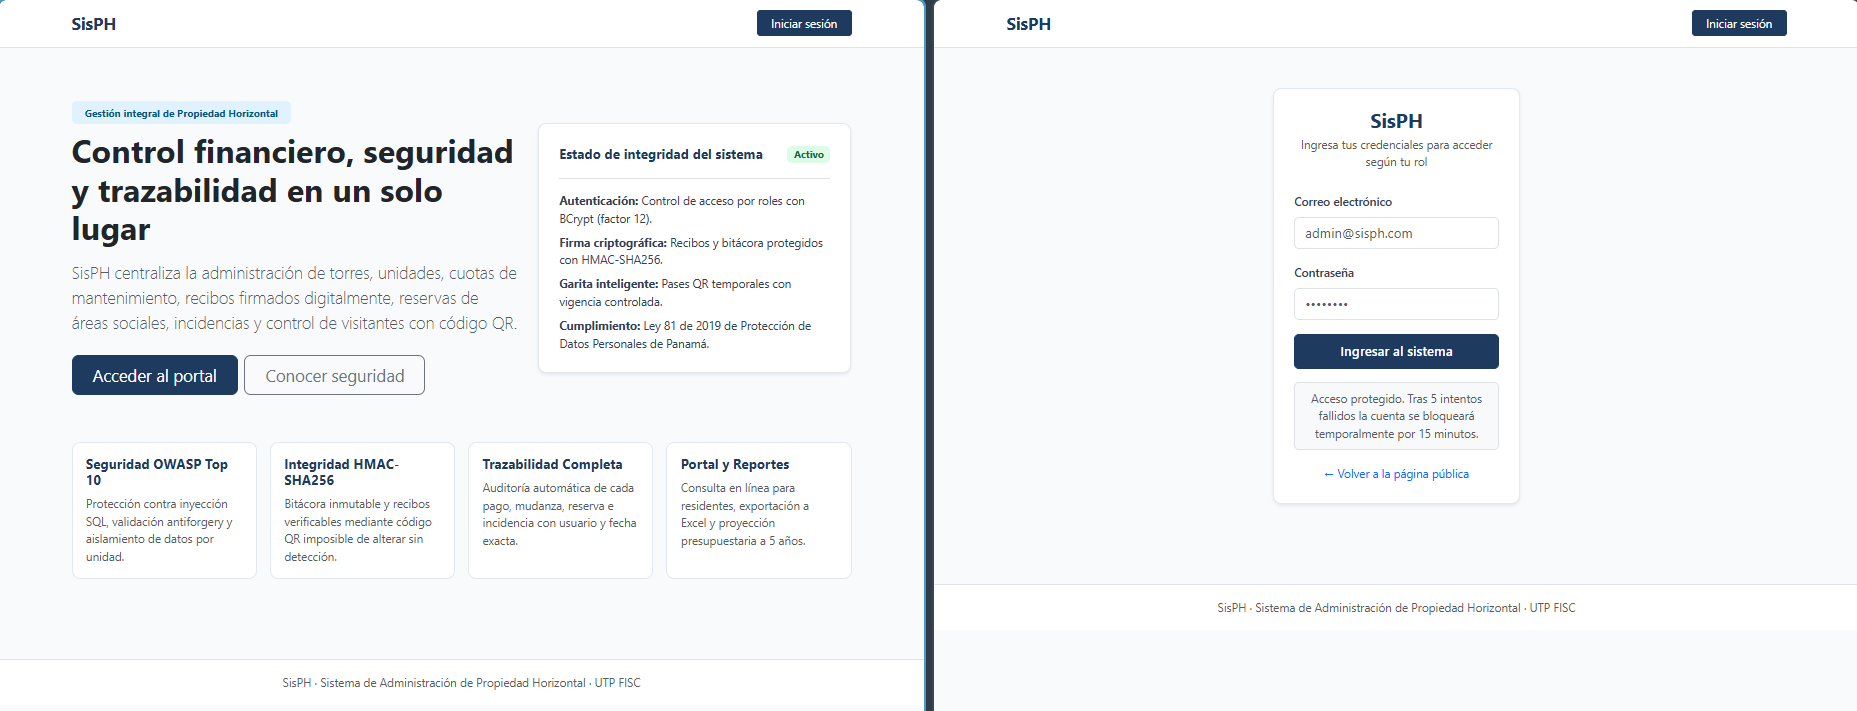 SisPH
Iniciar sesión
Gestión integral de Propiedad Horizontal
Control financiero, seguridad
y trazabilidad en un solo
lugar
SisPH centraliza la administración de torres, unidades, cuotas de
mantenimiento, recibos firmados digitalmente, reservas de
áreas sociales, incidencias y control de visitantes con código QR.
Acceder al portal
Conocer seguridad
Estado de integridad del sistema
Activo
Autenticación: Control de acceso por roles con
BCrypt (factor 12).
Firma criptográfica: Recibos y bitácora protegidos
con HMAC-SHA256.
Garita inteligente: Pases QR temporales con
vigencia controlada.
Cumplimiento: Ley 81 de 2019 de Protección de
Datos Personales de Panamá.
Seguridad OWASP Top
10
Protección contra inyección
SQL, validación antiforgery y
aislamiento de datos por
unidad.
Integridad HMAC-
SHA256
Bitácora inmutable y recibos
verificables mediante código
QR imposible de alterar sin
detección.
Trazabilidad Completa
Auditoría automática de cada
pago, mudanza, reserva e
incidencia con usuario y fecha
exacta.
Portal y Reportes
Consulta en línea para
residentes, exportación a
Excel y proyección
presupuestaria a 5 años.
SisPH · Sistema de Administración de Propiedad Horizontal · UTP FISC
SisPH
Iniciar sesión
SisPH
Ingresa tus credenciales para acceder
según tu rol
Correo electrónico
admin@sisph.com
Contraseña
••••••••
Ingresar al sistema
Acceso protegido. Tras 5 intentos
fallidos la cuenta se bloqueará
temporalmente por 15 minutos.
← Volver a la página pública
SisPH · Sistema de Administración de Propiedad Horizontal · UTP FISC